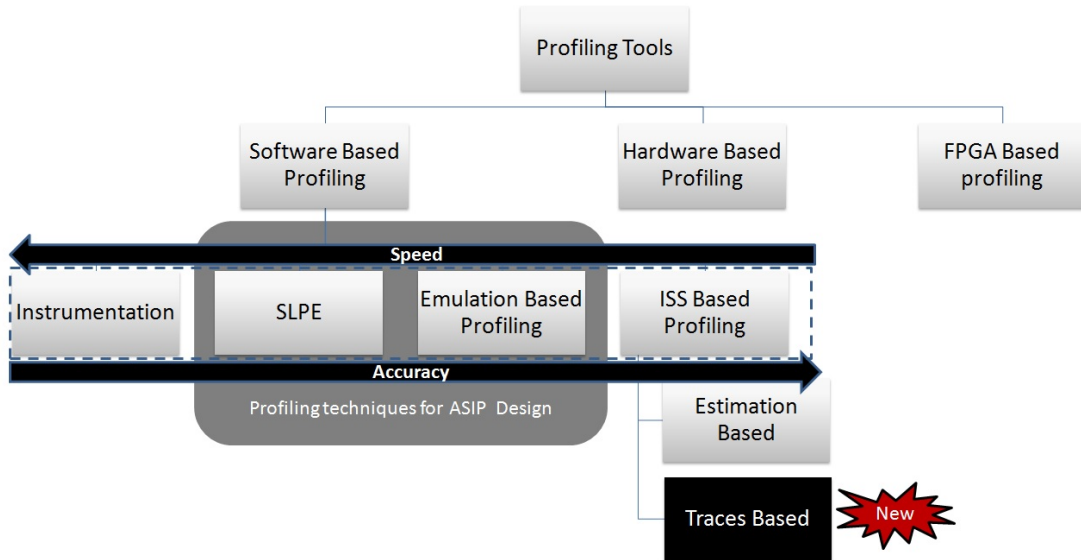 Profiling Tools
Software Based
Profiling
Hardware Based
Profiling
FPGA Based
profiling
Speed
Instrumentation
SLPE
Emulation Based
Profiling
ISS Based
Profiling
Accuracy
Profiling techniques for ASIP Design
Estimation
Based
Traces Based
New